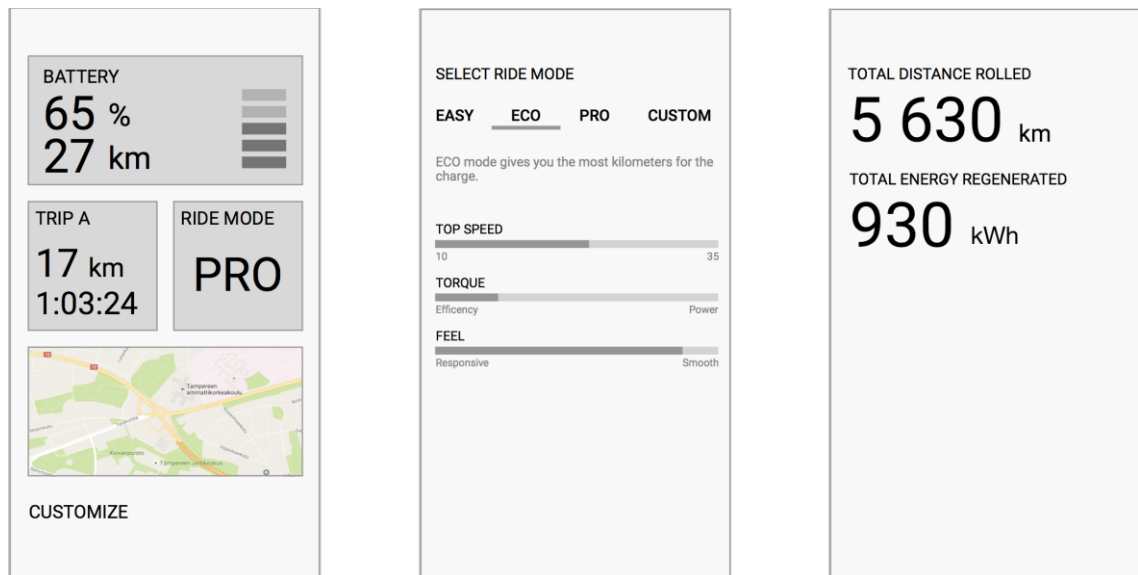 BATTERY
65 %
27 km
TRIP A
17 km
1:03:24
RIDE MODE
PRO
Tampereen
ammattikorkeakoulu
CUSTOMIZE
SELECT RIDE MODE
EASY ECO PRO CUSTOM
ECO mode gives you the most kilometers for the
charge.
TOP SPEED
10 35
TORQUE
Efficency Power
FEEL
Responsive Smooth
TOTAL DISTANCE ROLLED
5 630 km
TOTAL ENERGY REGENERATED
930 kWh